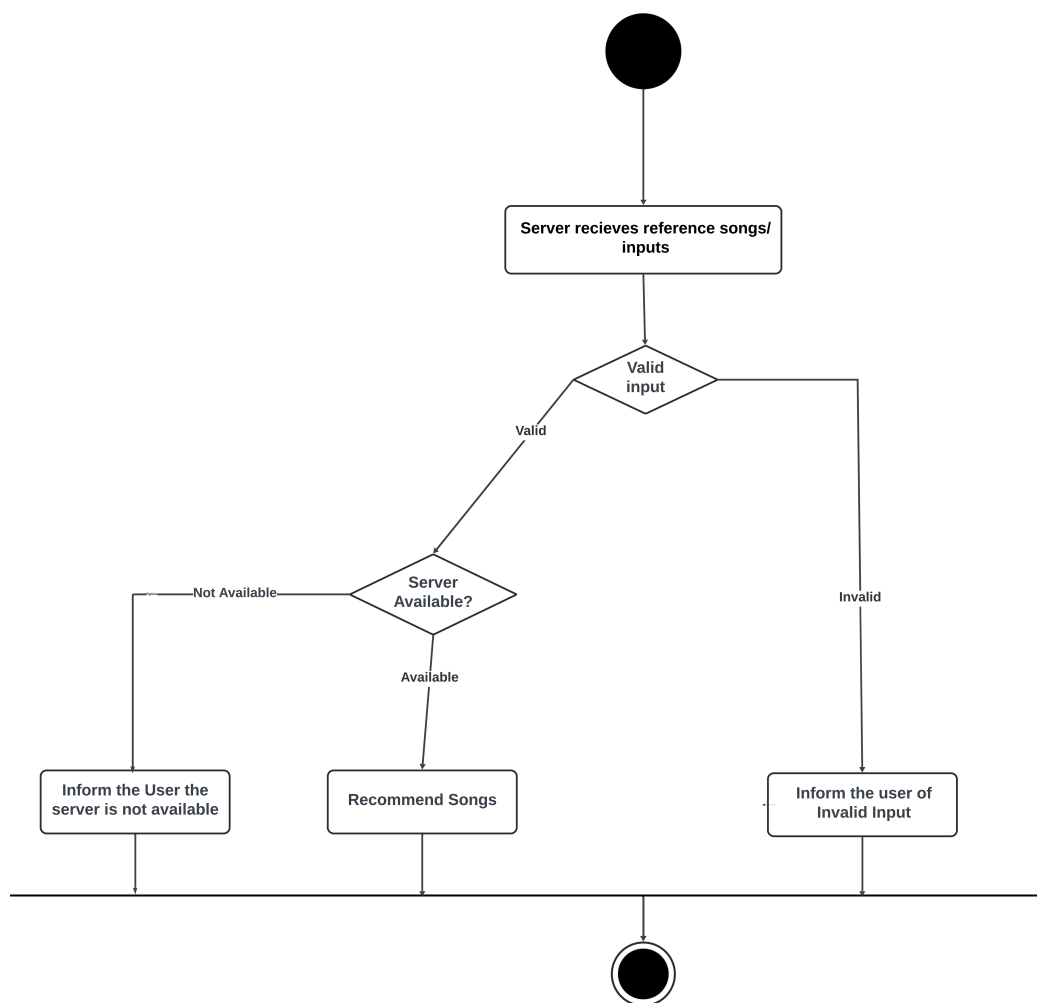 Server recieves reference songs/
inputs
Valid
input
Valid
Server
Available?
Not Available
Invalid
Available
Inform the User the
server is not available
Recommend Songs
Inform the user of
Invalid Input